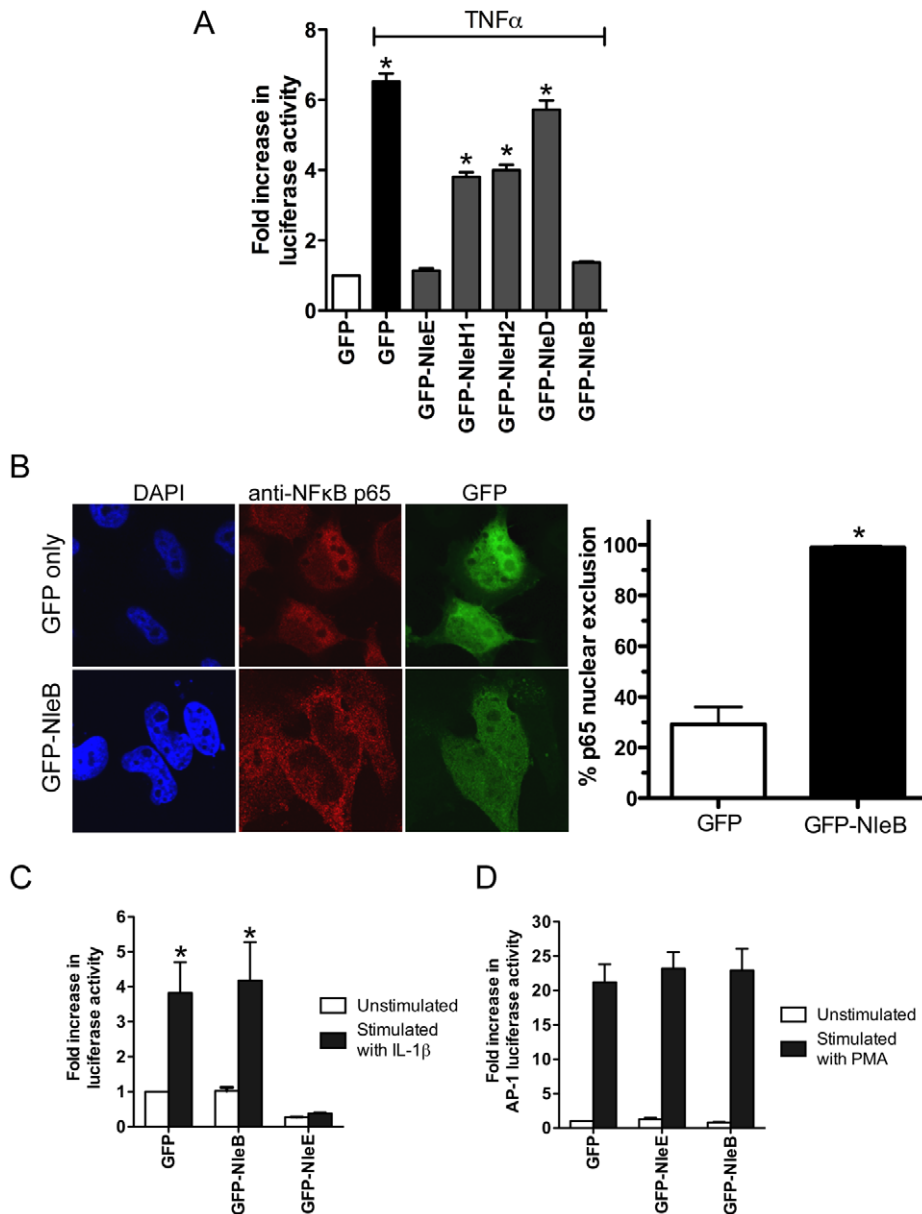 A
TNFα
Fold increase in
luciferase activity
8
6
4
2
0
*
*
*
*
GFP
GFP
GFP-NleE
GFP-NleH1
GFP-NleH2
GFP-NleD
GFP-NleB
B
DAPI
anti-NFκB p65
GFP
GFP only
GFP-NleB
% p65 nuclear exclusion
100
80
60
40
20
0
*
GFP
GFP-NleB
C
Fold increase in
luciferase activity
6
5
4
3
2
1
0
*
*
GFP
GFP-NleB
GFP-NleE
Unstimulated
Stimulated
with IL-1β
D
Fold increase in
AP-1 luciferase activity
30
25
20
15
10
5
0
GFP
GFP-NleE
GFP-NleB
Unstimulated
Stimulated
with PMA